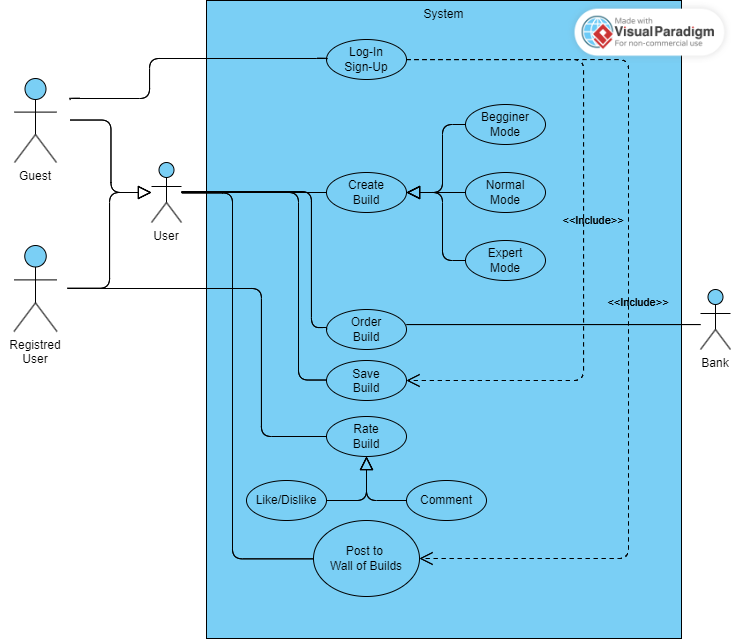 System
Made with
Visual Paradigm
For non-commercial use
Log-In
Sign-Up
Begginer
Mode
Guest
Create
Build
Normal
Mode
User
<<Include>>
Expert
Mode
<<Include>>
Order
Build
Registred
User
Bank
Save
Build
Rate
Build
Like/Dislike
Comment
Post to
Wall of Builds